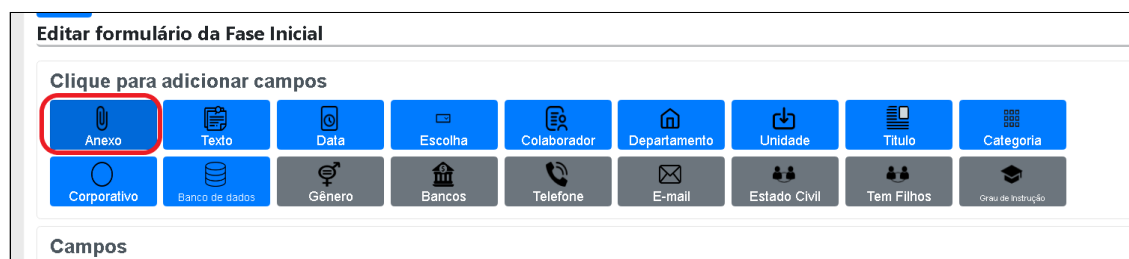 Editar formulário da Fase Inicial
Clique para adicionar campos
Anexo Texto Data Escolha Colaborador Departamento Unidade Titulo Categoria
Corporativo Banco de dados Gênero Bancos Telefone E-mail Estado Civil Tem Filhos Grau de Instrução
Campos